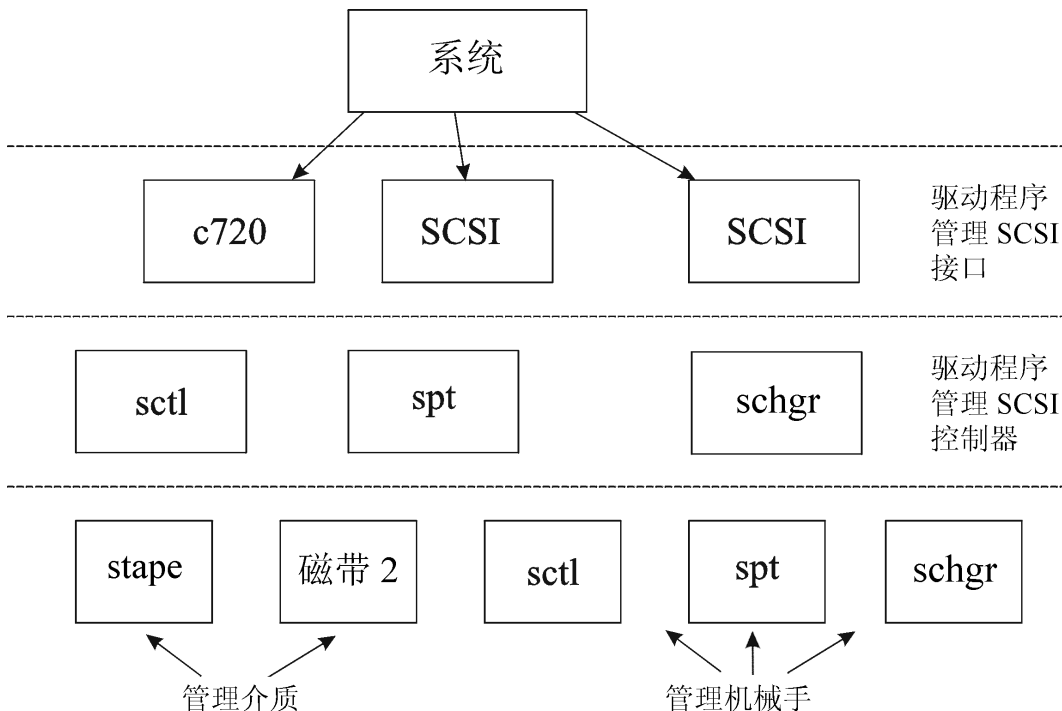 系统
c720
SCSI
SCSI
驱动程序
管理 SCSI
接口
sctl
spt
schgr
驱动程序
管理 SCSI
控制器
stape
磁带 2
sctl
spt
schgr
管理介质
管理机械手